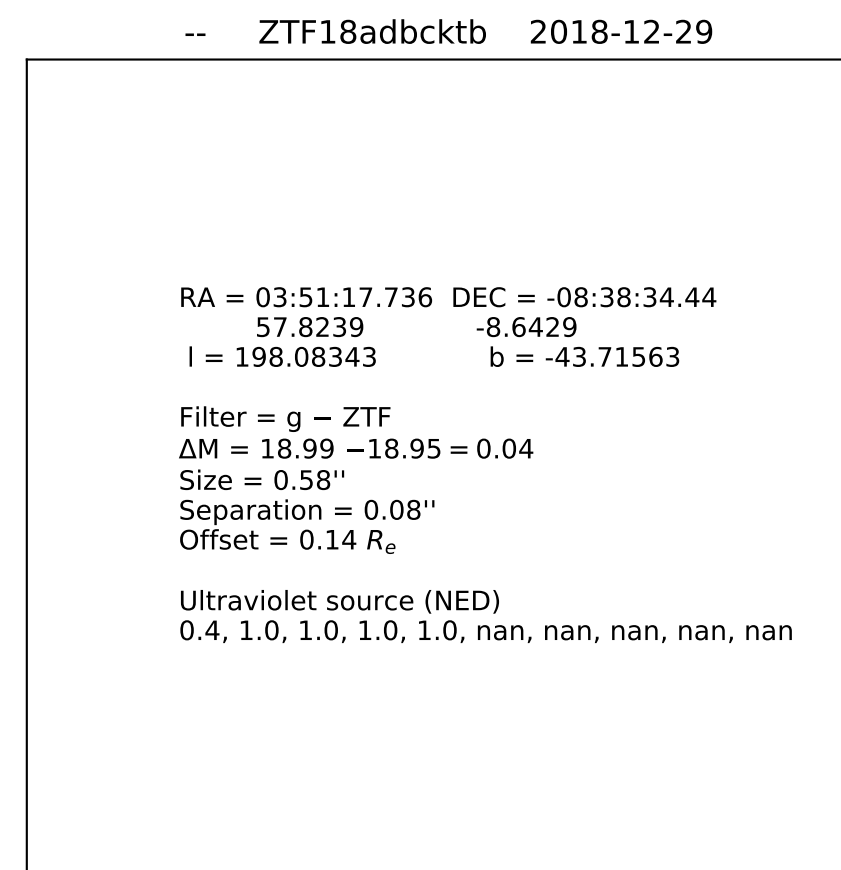 -- ZTF18adbcktb 2018-12-29
RA = 03:51:17.736 DEC = -08:38:34.44
57.8239 -8.6429
l = 198.08343 b = -43.71563
Filter = g − ZTF
ΔM = 18.99 −18.95 = 0.04
Size = 0.58''
Separation = 0.08''
Offset = 0.14 Re
Ultraviolet source (NED)
0.4, 1.0, 1.0, 1.0, 1.0, nan, nan, nan, nan, nan